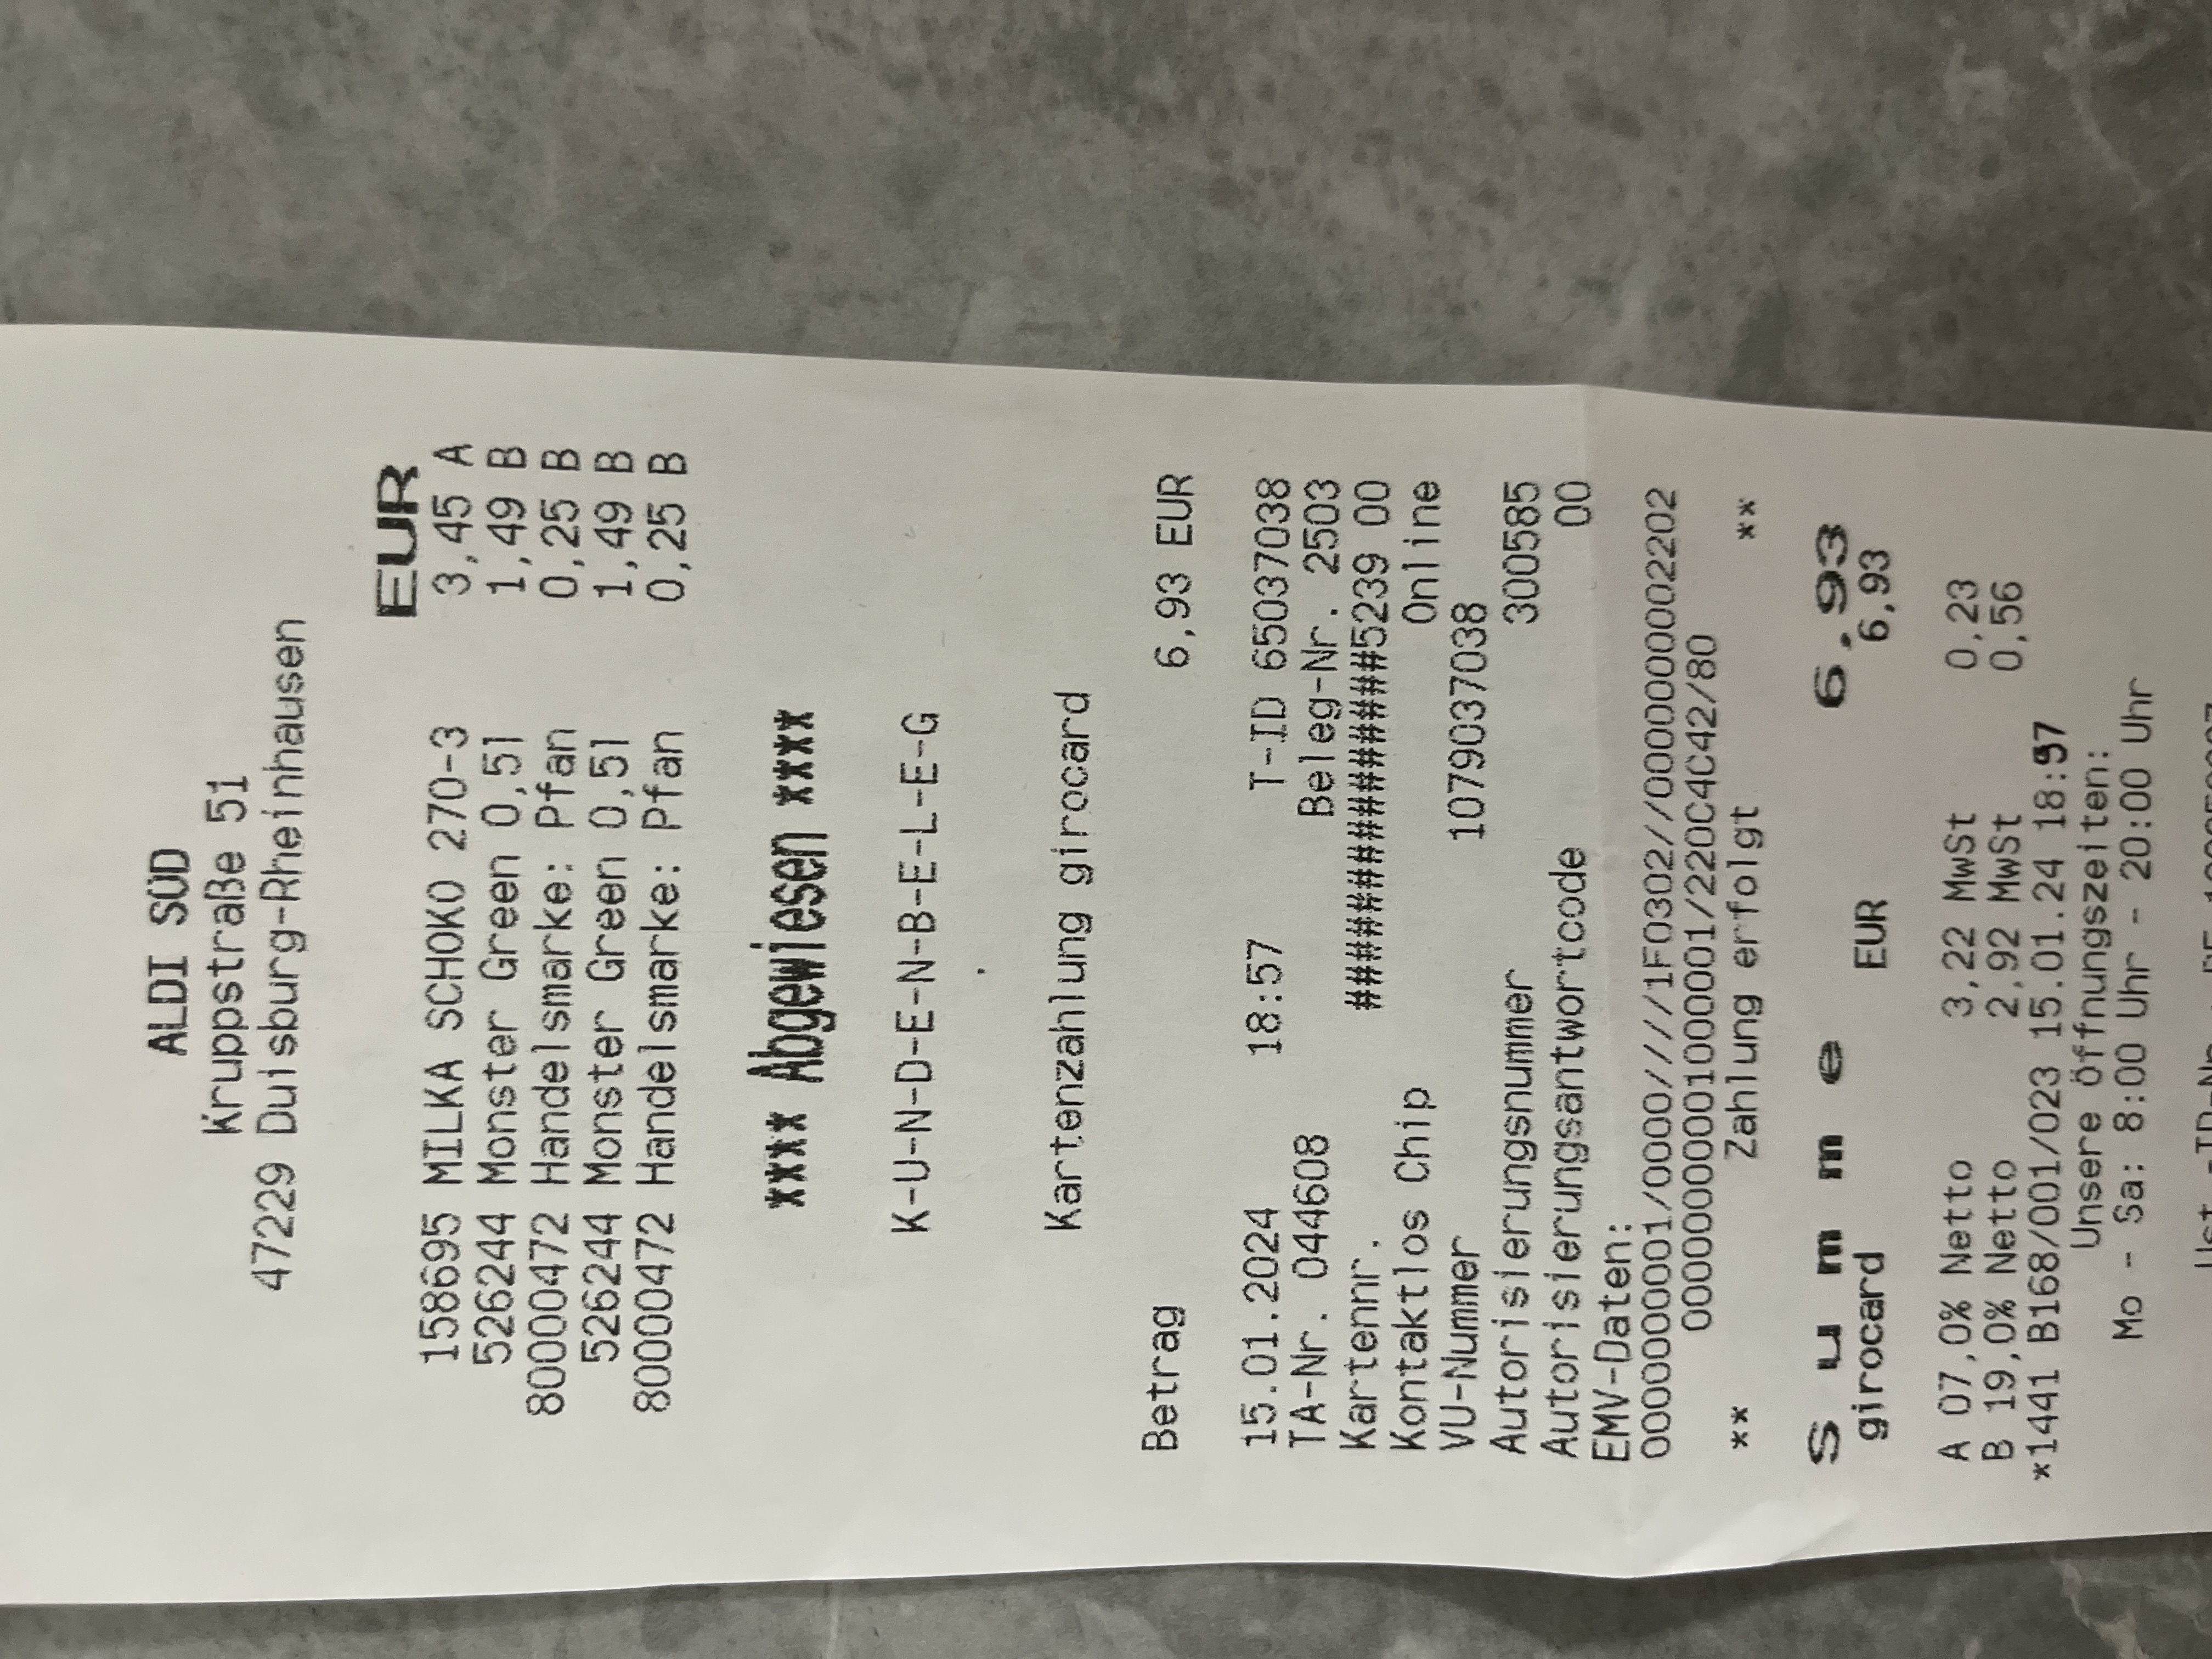 ALDI SÜD
Kruppstraße 51
47229 Duisburg-Rheinhausen
EUR
158695 MILKA SCHOKO 270-3 3,45 A
526244 Monster Green 0,5l 1,49 B
80000472 Handelsmarke: Pfan 0,25 B
526244 Monster Green 0,5l 1,49 B
80000472 Handelsmarke: Pfan 0,25 B
**** Abgewiesen ****
K-U-N-D-E-N-B-E-L-E-G
Kartenzahlung girocard
Betrag 6,93 EUR
15.01.2024 18:57 T-ID 65037038
TA-Nr. 044608 Beleg-Nr. 2503
Kartennr. ###############5239 00
Kontaktlos Chip Online
VU-Nummer 1079037038
Autorisierungsnummer 300585
Autorisierungsantwortcode 00
EMV-Daten:
0000000001/0000////1F0302//0000000002202
00000000001000001/220C4C42/80
** Zahlung erfolgt **
Summe 6,93
girocard EUR 6,93
A 07,0% Netto 3,22 MwSt 0,23
B 19,0% Netto 2,92 MwSt 0,56
*1441 B168/001/023 15.01.24 18:57
Unsere Öffnungszeiten:
Mo - Sa: 8:00 Uhr - 20:00 Uhr